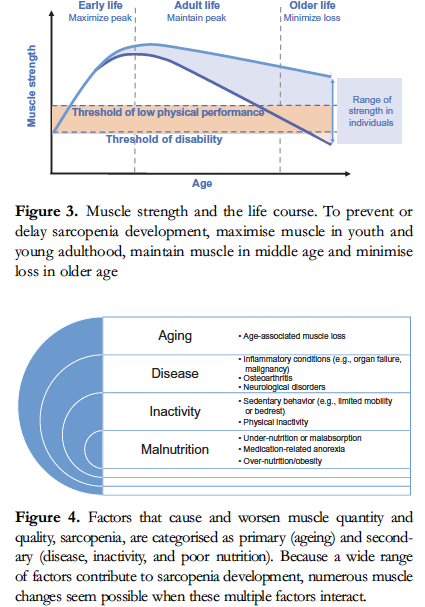 Early life
Adult life
Older life
Maximize peak
Maintain peak
Minimize loss
Muscle strength
Threshold of low physical performance
Threshold of disability
Range of
strength in
individuals
Age
Figure 3. Muscle strength and the life course. To prevent or
delay sarcopenia development, maximise muscle in youth and
young adulthood, maintain muscle in middle age and minimise
loss in older age
Aging
• Age-associated muscle loss
Disease
• Inflammatory conditions (e.g., organ failure,
malignancy)
• Osteoarthritis
• Neurological disorders
Inactivity
• Sedentary behavior (e.g., limited mobility
or bedrest)
• Physical inactivity
Malnutrition
• Under-nutrition or malabsorption
• Medication-related anorexia
• Over-nutrition/obesity
Figure 4. Factors that cause and worsen muscle quantity and
quality, sarcopenia, are categorised as primary (ageing) and second-
ary (disease, inactivity, and poor nutrition). Because a wide range
of factors contribute to sarcopenia development, numerous muscle
changes seem possible when these multiple factors interact.